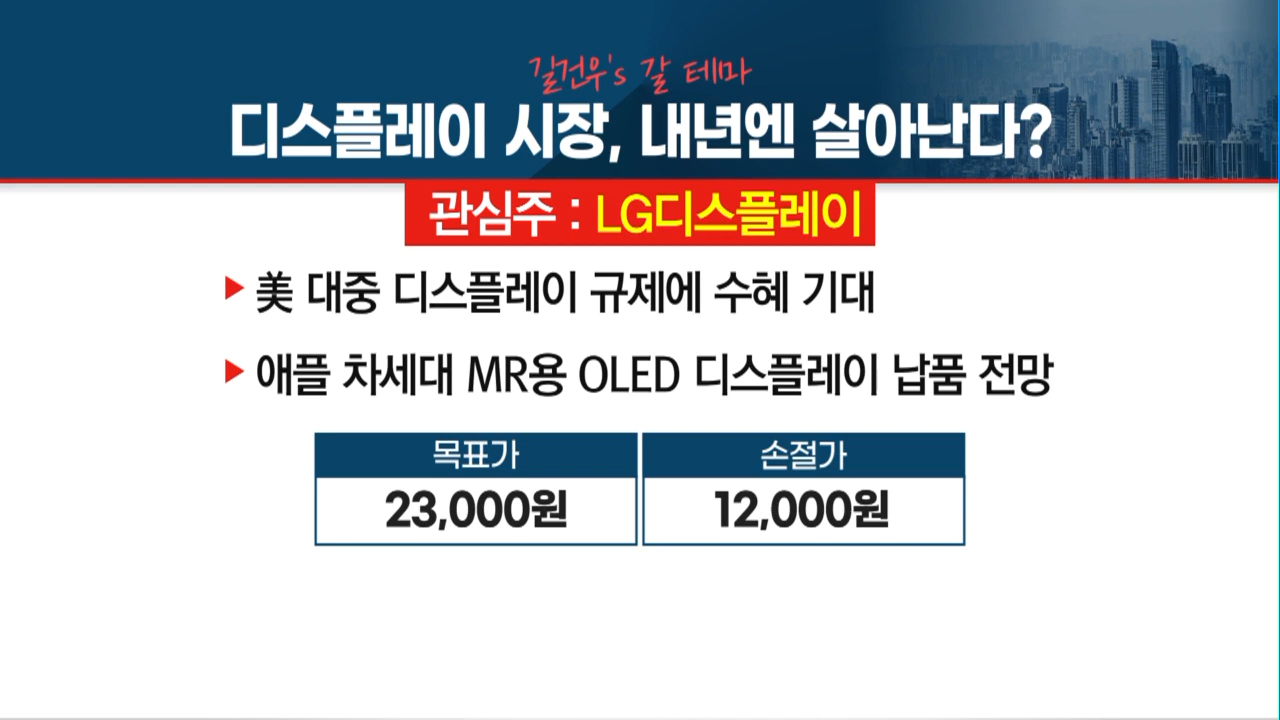 길건우's 갈 테마
디스플레이 시장, 내년엔 살아난다?
관심주 : LG디스플레이
▶ 美 대중 디스플레이 규제에 수혜 기대
▶ 애플 차세대 MR용 OLED 디스플레이 납품 전망
목표가 손절가
23,000원 12,000원